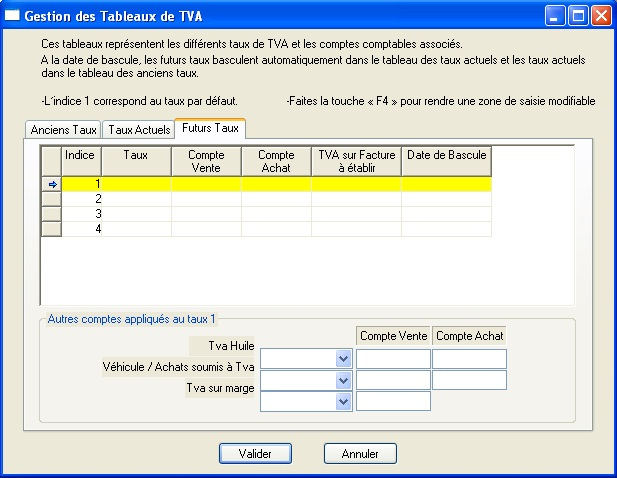 Gestion des Tableaux de TVA
Ces tableaux représentent les différents taux de TVA et les comptes comptables associés.
A la date de bascule, les futurs taux basculent automatiquement dans le tableau des taux actuels et les taux actuels
dans le tableau des anciens taux.
-L´indice 1 correspond au taux par défaut. -Faites la touche « F4 » pour rendre une zone de saisie modifiable
Anciens Taux Taux Actuels Futurs Taux
Indice Taux Compte Vente Compte Achat TVA sur Facture à établir Date de Bascule
1
2
3
4
Autres comptes appliqués au taux 1
Compte Vente Compte Achat
Tva Huile
Véhicule / Achats soumis à Tva
Tva sur marge
Valider Annuler